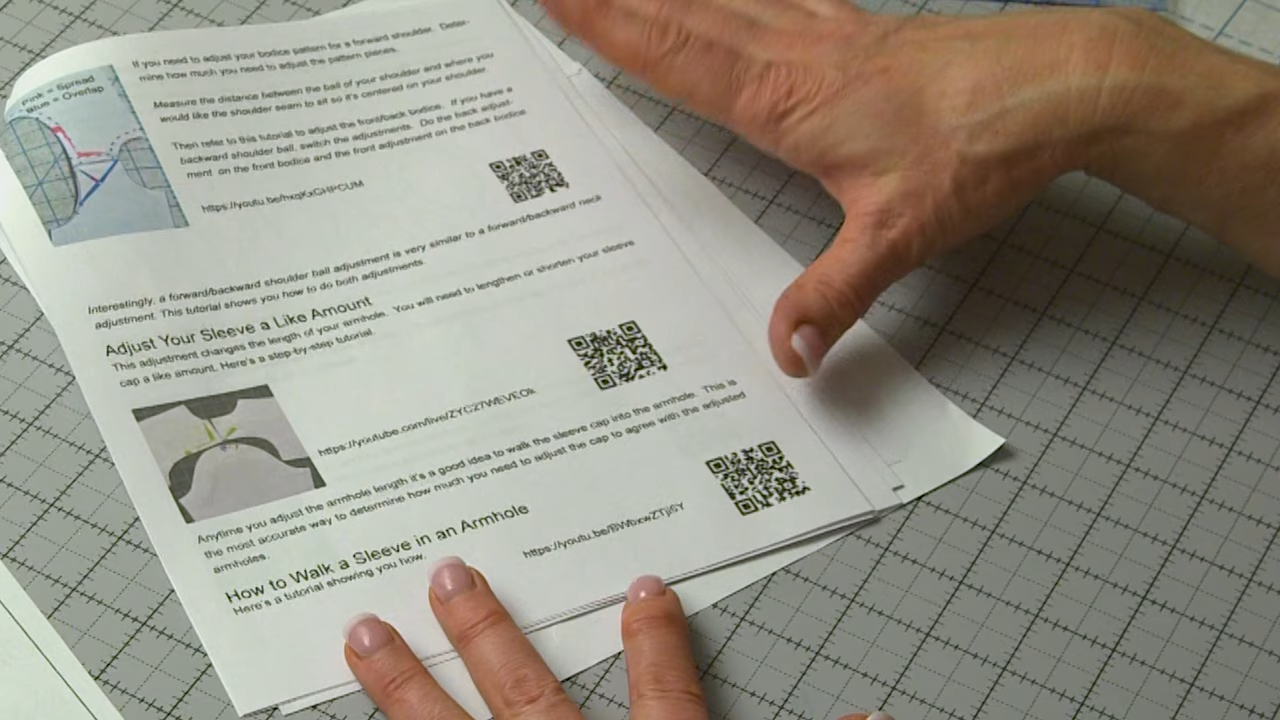 If you need to adjust your bodice pattern for a forward shoulder. Deter-
mine how much you need to adjust the pattern pieces.
Pink = Spread
Blue = Overlap
Measure the distance between the ball of your shoulder and where you
would like the shoulder seam to sit so it's centered on your shoulder.
Then refer to this tutorial to adjust the front/back bodice. If you have a
backward shoulder ball, switch the adjustments. Do the back adjust-
ment on the front bodice and the front adjustment on the back bodice
Interestingly, a forward/backward shoulder ball adjustment is very similar to a forward/backward neck
adjustment. This tutorial shows you how to do both adjustments.
Adjust Your Sleeve a Like Amount
This adjustment changes the length of your armhole. You will need to lengthen or shorten your sleeve
cap a like amount. Here's a step-by-step tutorial.
Anytime you adjust the armhole length it's a good idea to walk the sleeve cap into the armhole. This is
the most accurate way to determine how much you need to adjust the cap to agree with the adjusted
armholes.
How to Walk a Sleeve in an Armhole
Here's a tutorial showing you how.